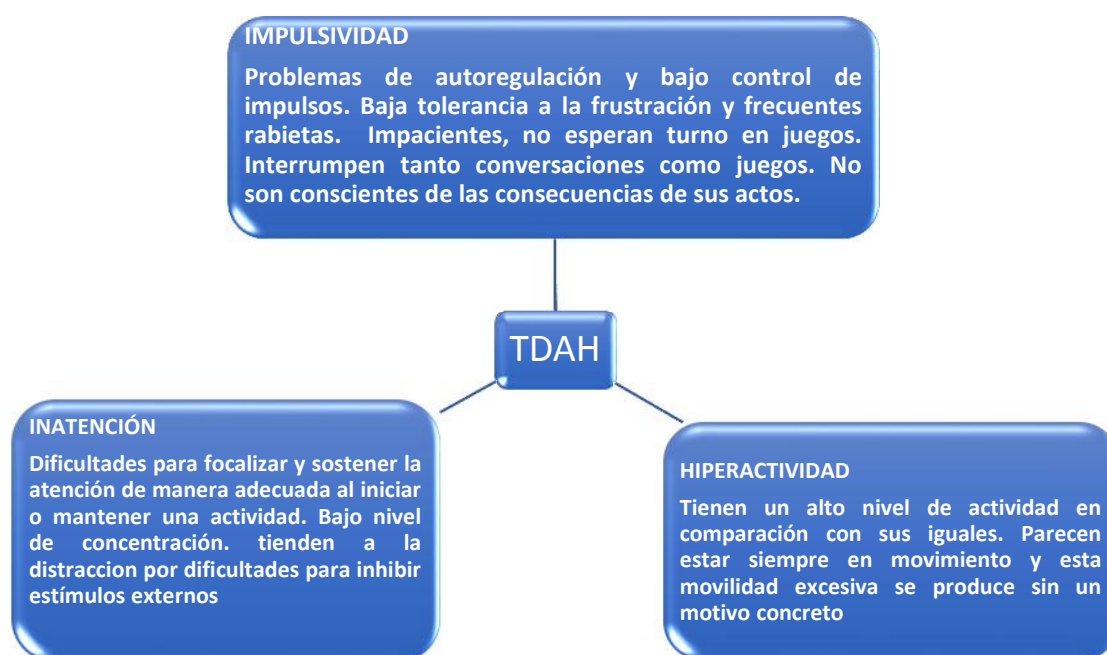 IMPULSIVIDAD
Problemas de autoregulación y bajo control de
impulsos. Baja tolerancia a la frustración y frecuentes
rabietas. Impacientes, no esperan turno en juegos.
Interrumpen tanto conversaciones como juegos. No
son conscientes de las consecuencias de sus actos.
TDAH
INATENCIÓN
Dificultades para focalizar y sostener la
atención de manera adecuada al iniciar
o mantener una actividad. Bajo nivel
de concentración. tienden a la
distraccion por dificultades para inhibir
estímulos externos
HIPERACTIVIDAD
Tienen un alto nivel de actividad en
comparación con sus iguales. Parecen
estar siempre en movimiento y esta
movilidad excesiva se produce sin un
motivo concreto